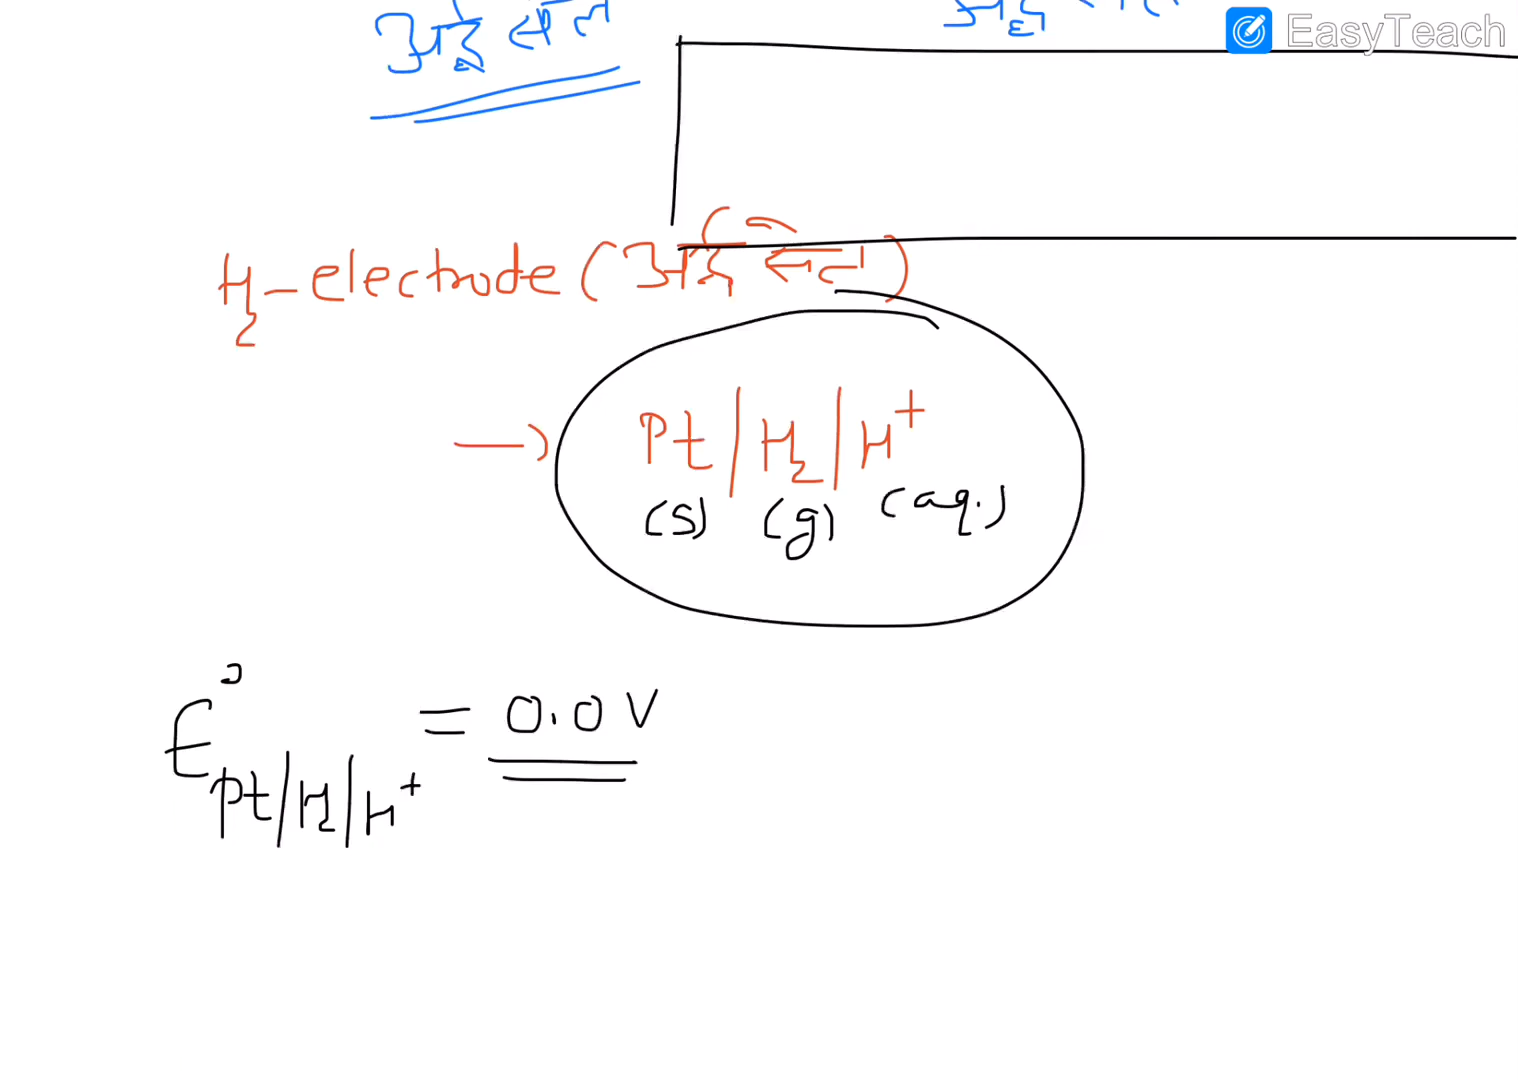 अर्द्ध सेल
EasyTeach
H2-electrode (अर्द्ध सेल)
→ Pt/H2/H+
(s) (g) (aq.)
E°Pt/H2/H+ = 0.0 V